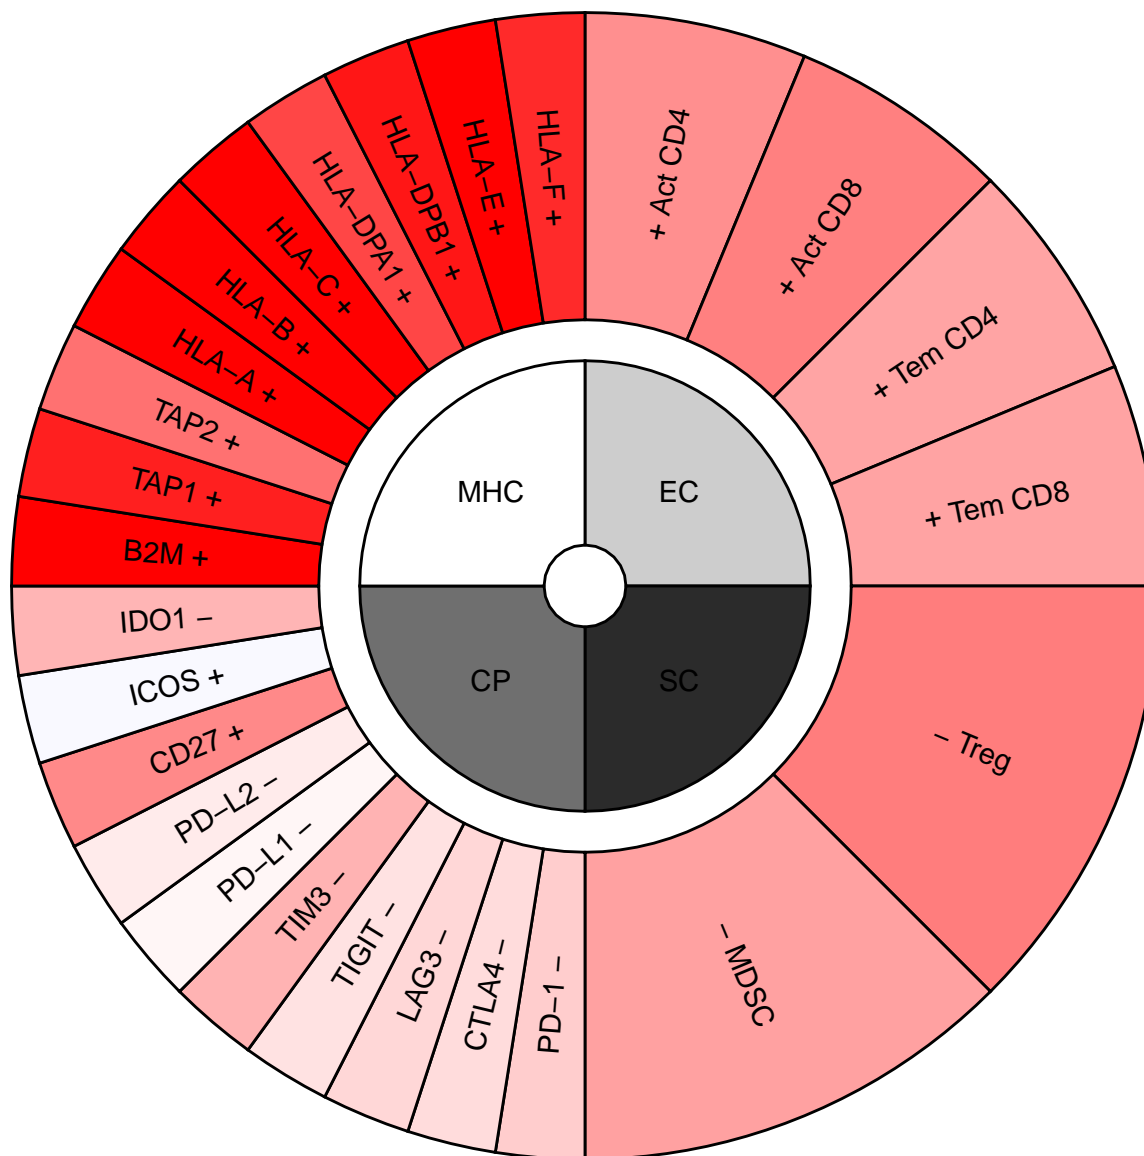 HLA–F +
HLA–E +
HLA–DPB1 +
HLA–DPA1 +
HLA–C +
HLA–B +
HLA–A +
TAP2 +
TAP1 +
B2M +
IDO1 –
ICOS +
CD27 +
PD–L2 –
PD–L1 –
TIM3 –
TIGIT –
LAG3 –
CTLA4 –
PD–1 –
– MDSC
– Treg
+ Tem CD8
+ Tem CD4
+ Act CD8
+ Act CD4
MHC
EC
CP
SC